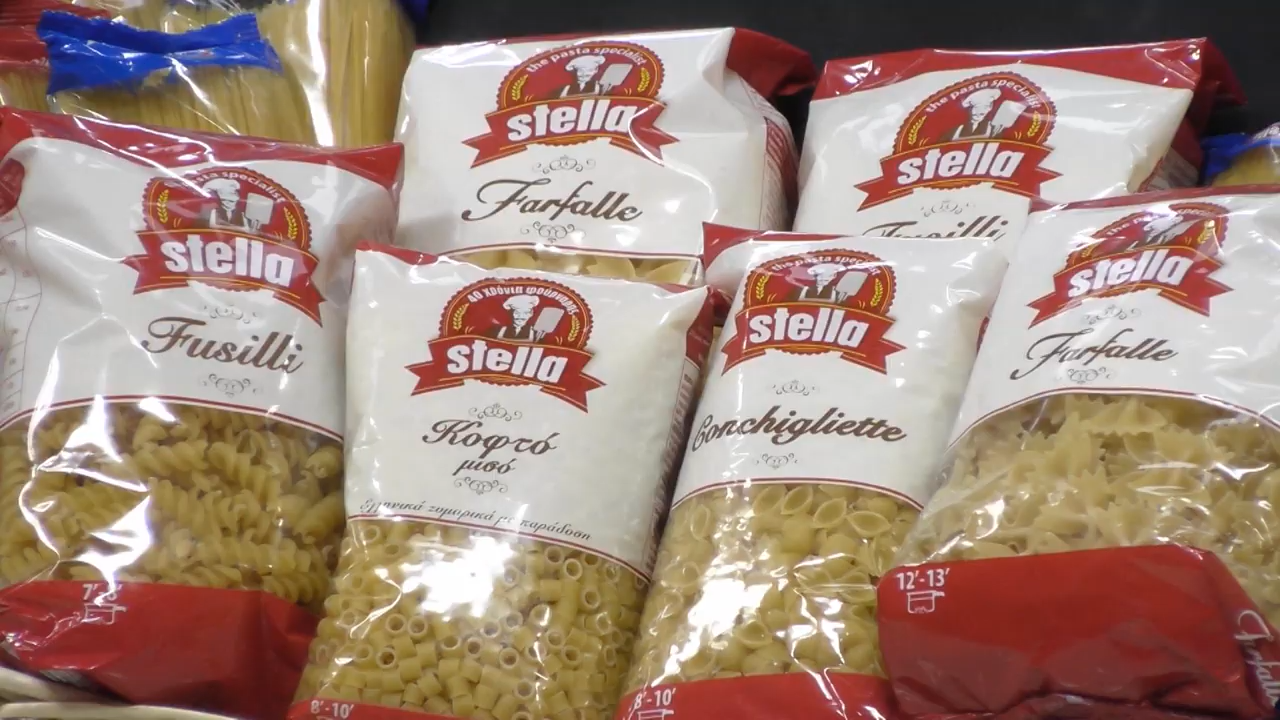 the pasta specialist
stella
Farfalle
the pasta specialist
stella
Fusilli
pasta specialist
stella
Fusilli
7'-8'
40 χρόνια φούρναρης
stella
Κοφτό
μισό
Ελληνικά ζυμαρικά με παράδοση
8'-10'
the pasta specialist
stella
Conchigliette
8'-10'
the pasta specialist
stella
Farfalle
12'-13'
Farfalle